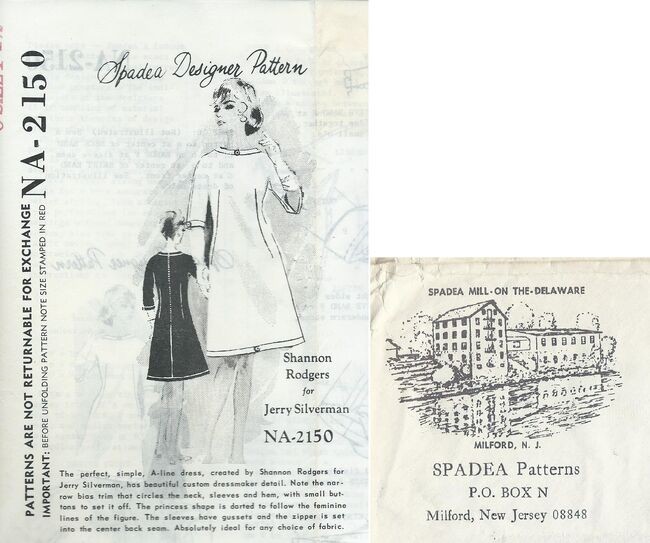 PATTERNS ARE NOT RETURNABLE FOR EXCHANGE
IMPORTANT: BEFORE UNFOLDING PATTERN NOTE SIZE STAMPED IN RED
NA-2150
Spadea Designer Pattern
Shannon
Rodgers
for
Jerry Silverman
NA-2150
The perfect, simple, A-line dress, created by Shannon Rodgers for
Jerry Silverman, has beautiful custom dressmaker detail. Note the nar-
row bias trim that circles the neck, sleeves and hem, with small but-
tons to set it off. The princess shape is darted to follow the feminine
lines of the figure. The sleeves have gussets and the zipper is set
into the center back seam. Absolutely ideal for any choice of fabric.
SPADEA MILL-ON THE-DELAWARE
MILFORD, N. J.
SPADEA Patterns
P.O. BOX N
Milford, New Jersey 08848